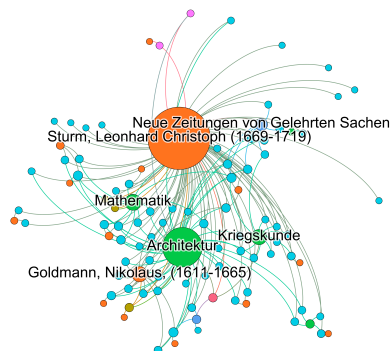 Neue Zeitungen von Gelehrten Sachen
Sturm, Leonhard Christoph (1669-1719)
Mathematik
Kriegskunde
Architektur
Goldmann, Nikolaus, (1611-1665)